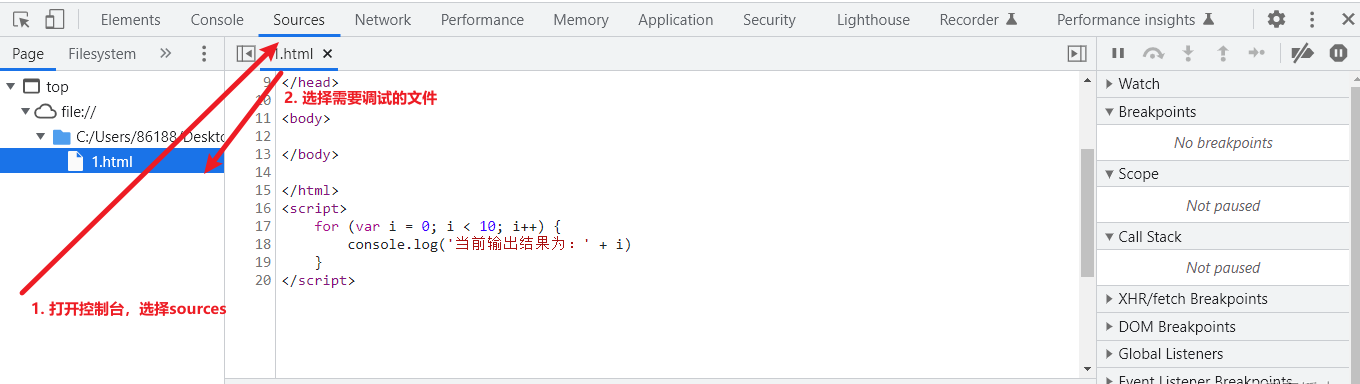 Elements Console Sources Network Performance Memory Application Security Lighthouse Recorder Performance insights
Page Filesystem » 1.html ×
top
file://
C:/Users/86188/Deskto
1.html
2. 选择需要调试的文件
1. 打开控制台，选择sources
9 </head>
10
11 <body>
12
13 </body>
14
15 </html>
16 <script>
17 for (var i = 0; i < 10; i++) {
18 console.log('当前输出结果为：' + i)
19 }
20 </script>
Watch
Breakpoints
No breakpoints
Scope
Not paused
Call Stack
Not paused
XHR/fetch Breakpoints
DOM Breakpoints
Global Listeners
Event Listener Breakpoints